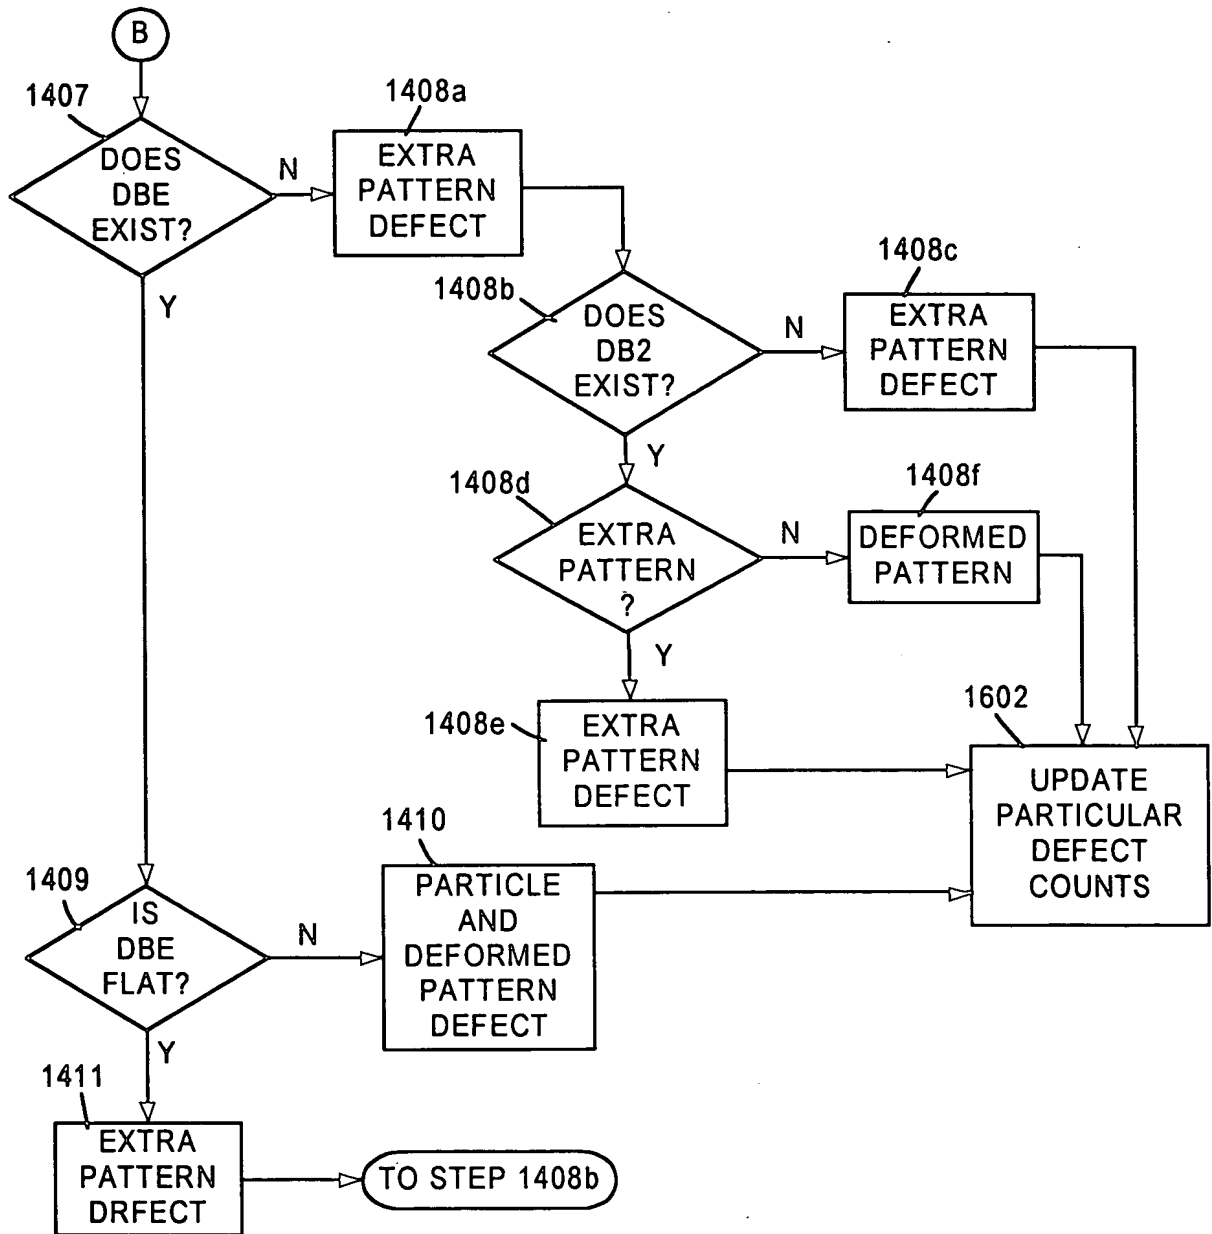 B
1407
DOES
DBE
EXIST?
N
Y
1408a
EXTRA
PATTERN
DEFECT
1408b
DOES
DB2
EXIST?
N
Y
1408c
EXTRA
PATTERN
DEFECT
1408d
EXTRA
PATTERN
?
N
Y
1408f
DEFORMED
PATTERN
1408e
EXTRA
PATTERN
DEFECT
1602
UPDATE
PARTICULAR
DEFECT
COUNTS
1409
IS
DBE
FLAT?
N
Y
1410
PARTICLE
AND
DEFORMED
PATTERN
DEFECT
1411
EXTRA
PATTERN
DRFECT
TO STEP 1408b